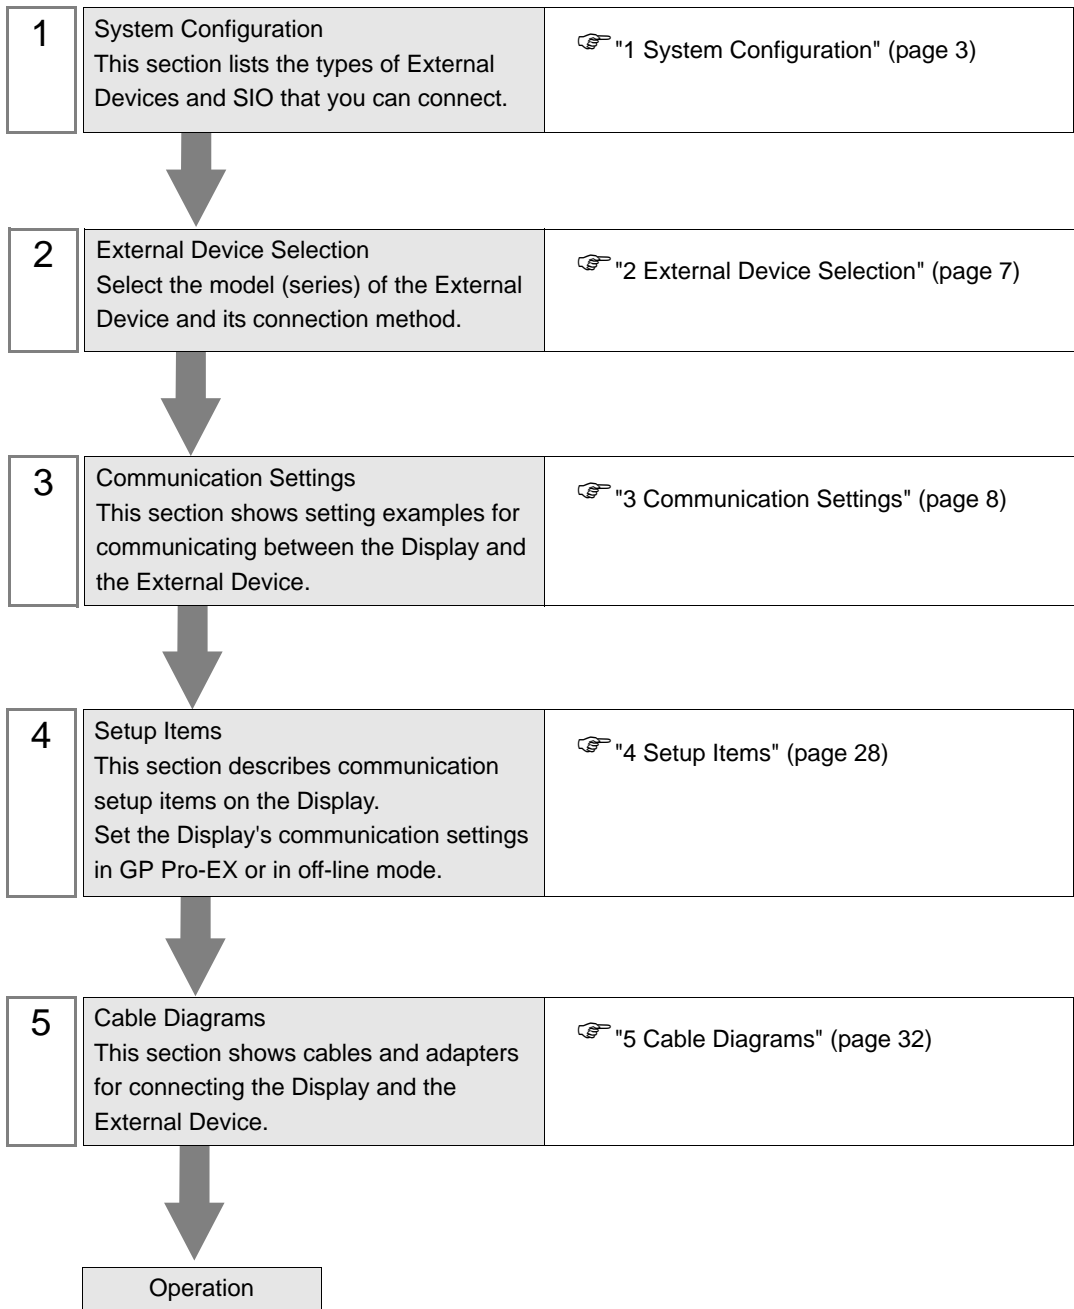 1
System Configuration
This section lists the types of External
Devices and SIO that you can connect.
"1 System Configuration" (page 3)
2
External Device Selection
Select the model (series) of the External
Device and its connection method.
"2 External Device Selection" (page 7)
3
Communication Settings
This section shows setting examples for
communicating between the Display and
the External Device.
"3 Communication Settings" (page 8)
4
Setup Items
This section describes communication
setup items on the Display.
Set the Display's communication settings
in GP Pro-EX or in off-line mode.
"4 Setup Items" (page 28)
5
Cable Diagrams
This section shows cables and adapters
for connecting the Display and the
External Device.
"5 Cable Diagrams" (page 32)
Operation